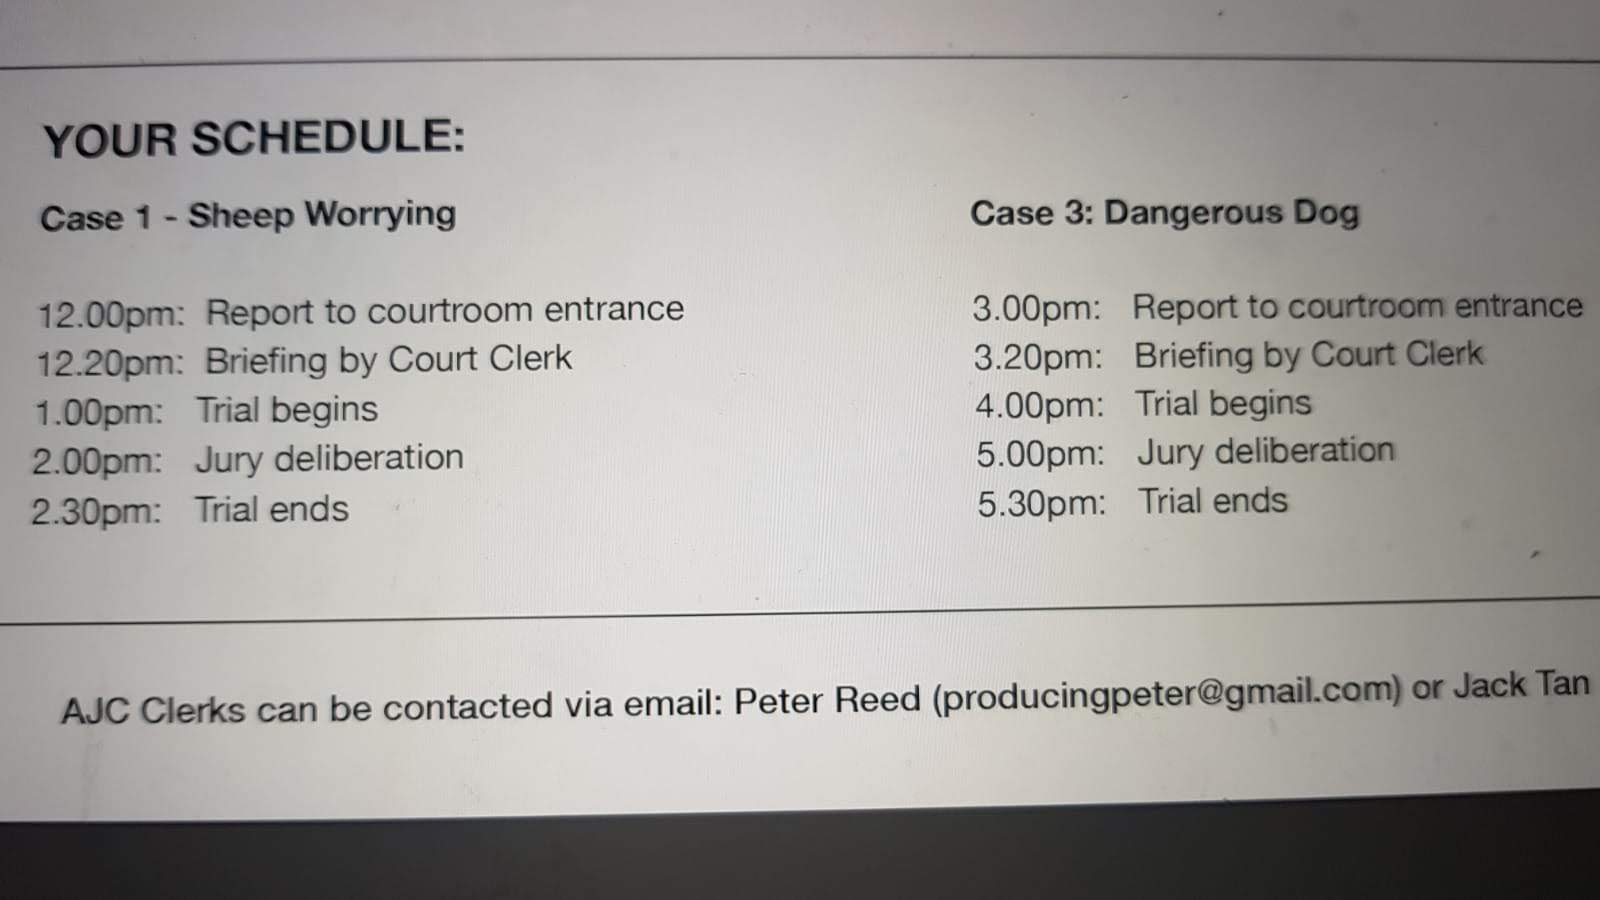 YOUR SCHEDULE:
Case 1 - Sheep Worrying
12.00pm: Report to courtroom entrance
12.20pm: Briefing by Court Clerk
1.00pm: Trial begins
2.00pm: Jury deliberation
2.30pm: Trial ends
Case 3: Dangerous Dog
3.00pm: Report to courtroom entrance
3.20pm: Briefing by Court Clerk
4.00pm: Trial begins
5.00pm: Jury deliberation
5.30pm: Trial ends
AJC Clerks can be contacted via email: Peter Reed (producingpeter@gmail.com) or Jack Tan